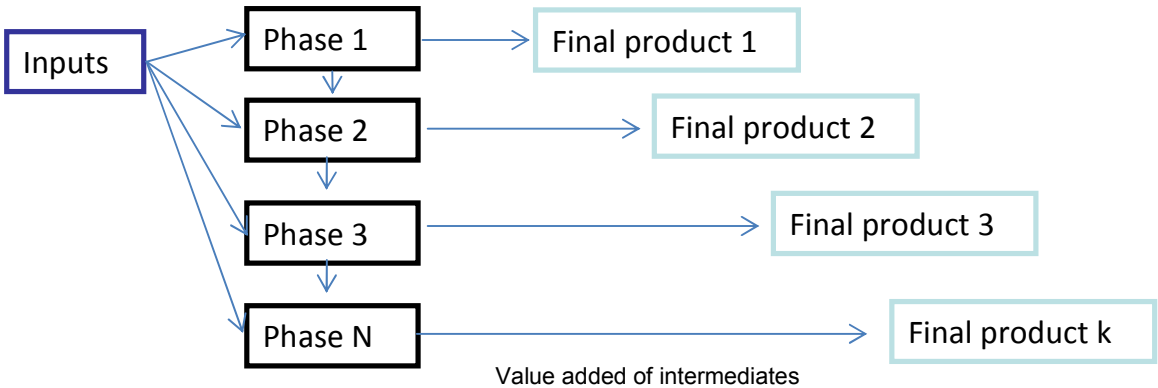 Inputs
Phase 1
Final product 1
Phase 2
Final product 2
Phase 3
Final product 3
Phase N
Final product k
Value added of intermediates